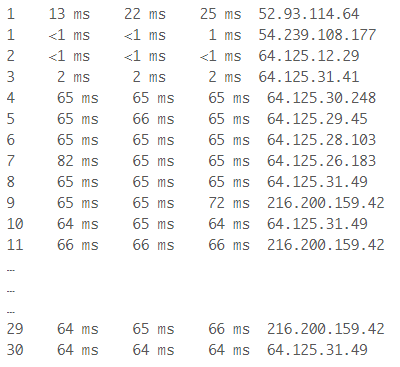 1 13 ms 22 ms 25 ms 52.93.114.64
1 <1 ms <1 ms 1 ms 54.239.108.177
2 <1 ms <1 ms <1 ms 64.125.12.29
3 2 ms 2 ms 2 ms 64.125.31.41
4 65 ms 65 ms 65 ms 64.125.30.248
5 65 ms 66 ms 65 ms 64.125.29.45
6 65 ms 65 ms 65 ms 64.125.28.103
7 82 ms 65 ms 65 ms 64.125.26.183
8 65 ms 65 ms 65 ms 64.125.31.49
9 65 ms 65 ms 72 ms 216.200.159.42
10 64 ms 65 ms 64 ms 64.125.31.49
11 66 ms 66 ms 66 ms 216.200.159.42
…
…
…
29 64 ms 65 ms 66 ms 216.200.159.42
30 64 ms 64 ms 64 ms 64.125.31.49